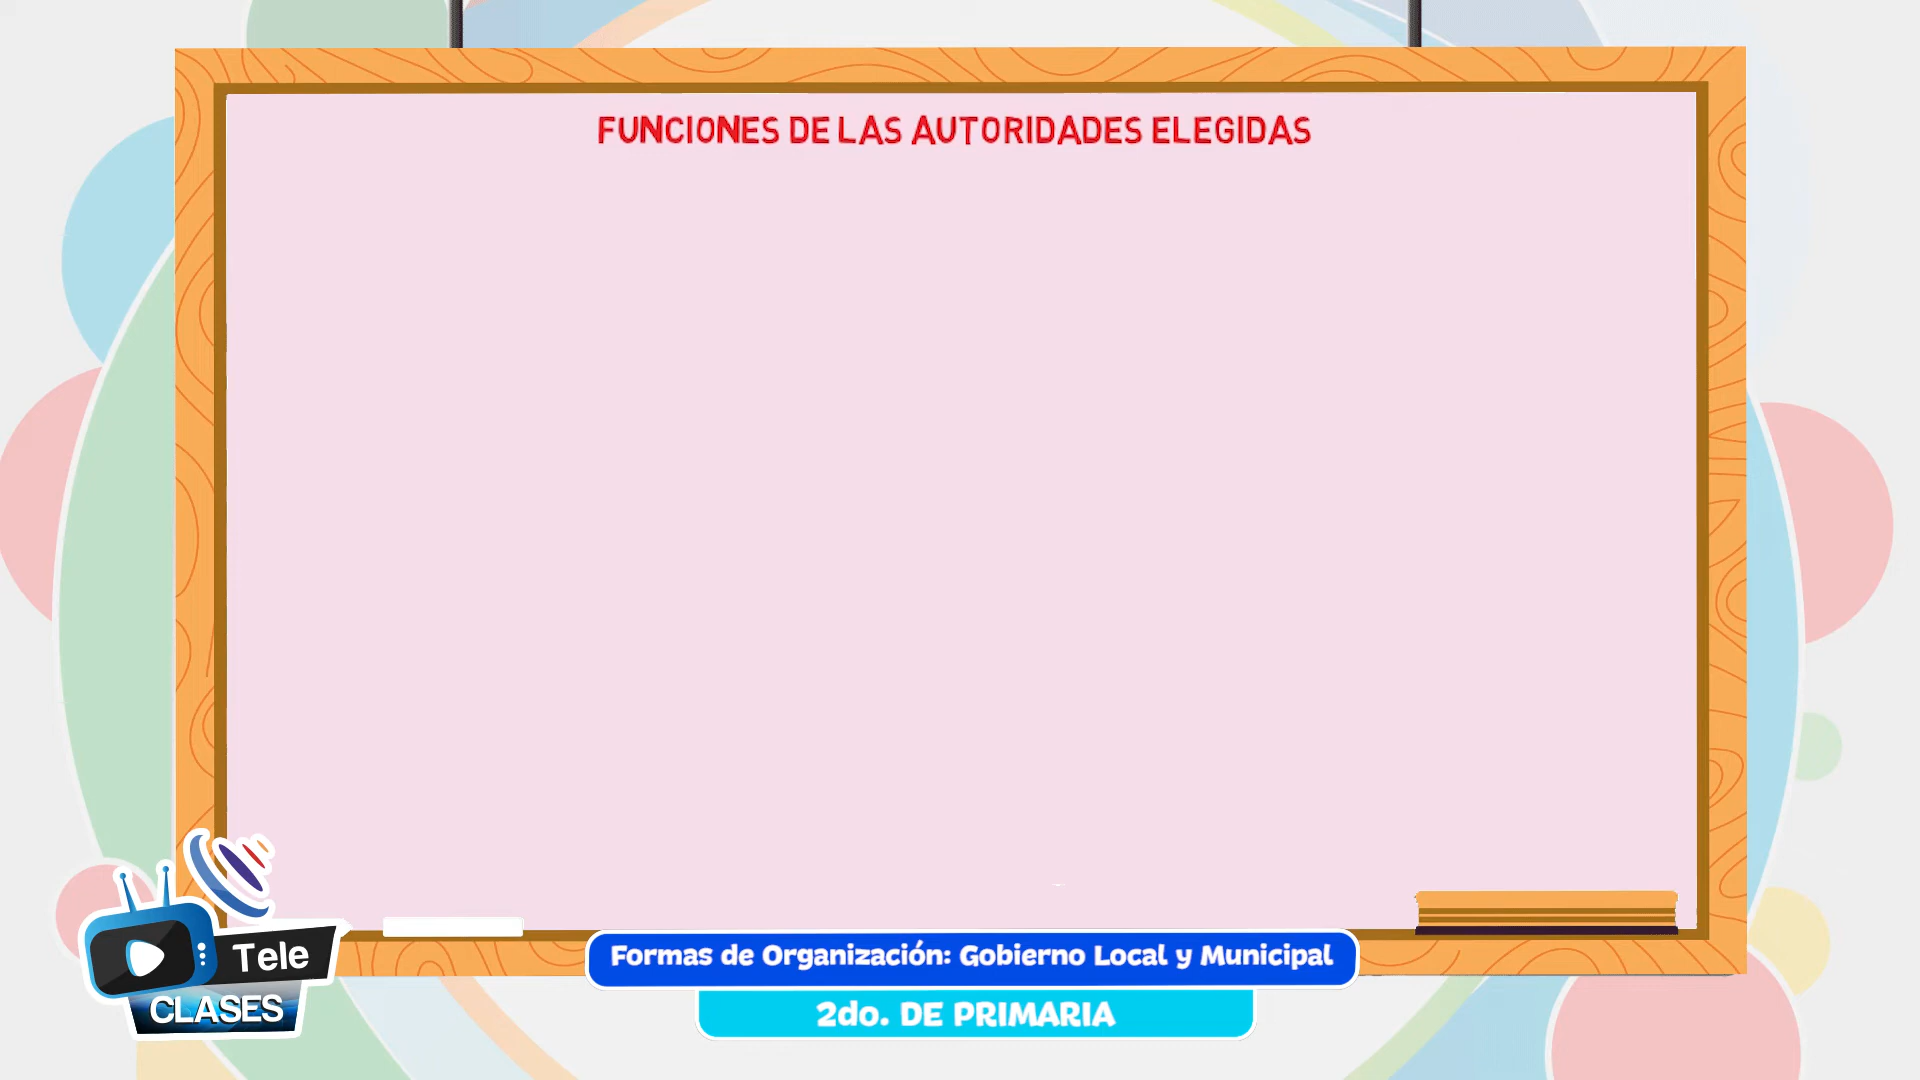 FUNCIONES DE LAS AUTORIDADES ELEGIDAS
Tele
CLASES
Formas de Organización: Gobierno Local y Municipal
2do. DE PRIMARIA